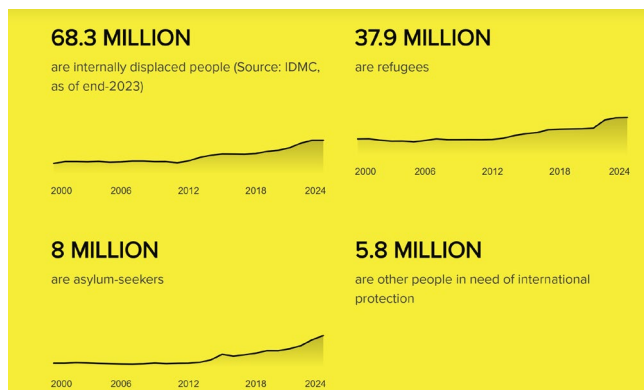 68.3 MILLION
are internally displaced people (Source: IDMC,
as of end-2023)
2000 2006 2012 2018 2024
37.9 MILLION
are refugees
2000 2006 2012 2018 2024
8 MILLION
are asylum-seekers
2000 2006 2012 2018 2024
5.8 MILLION
are other people in need of international
protection